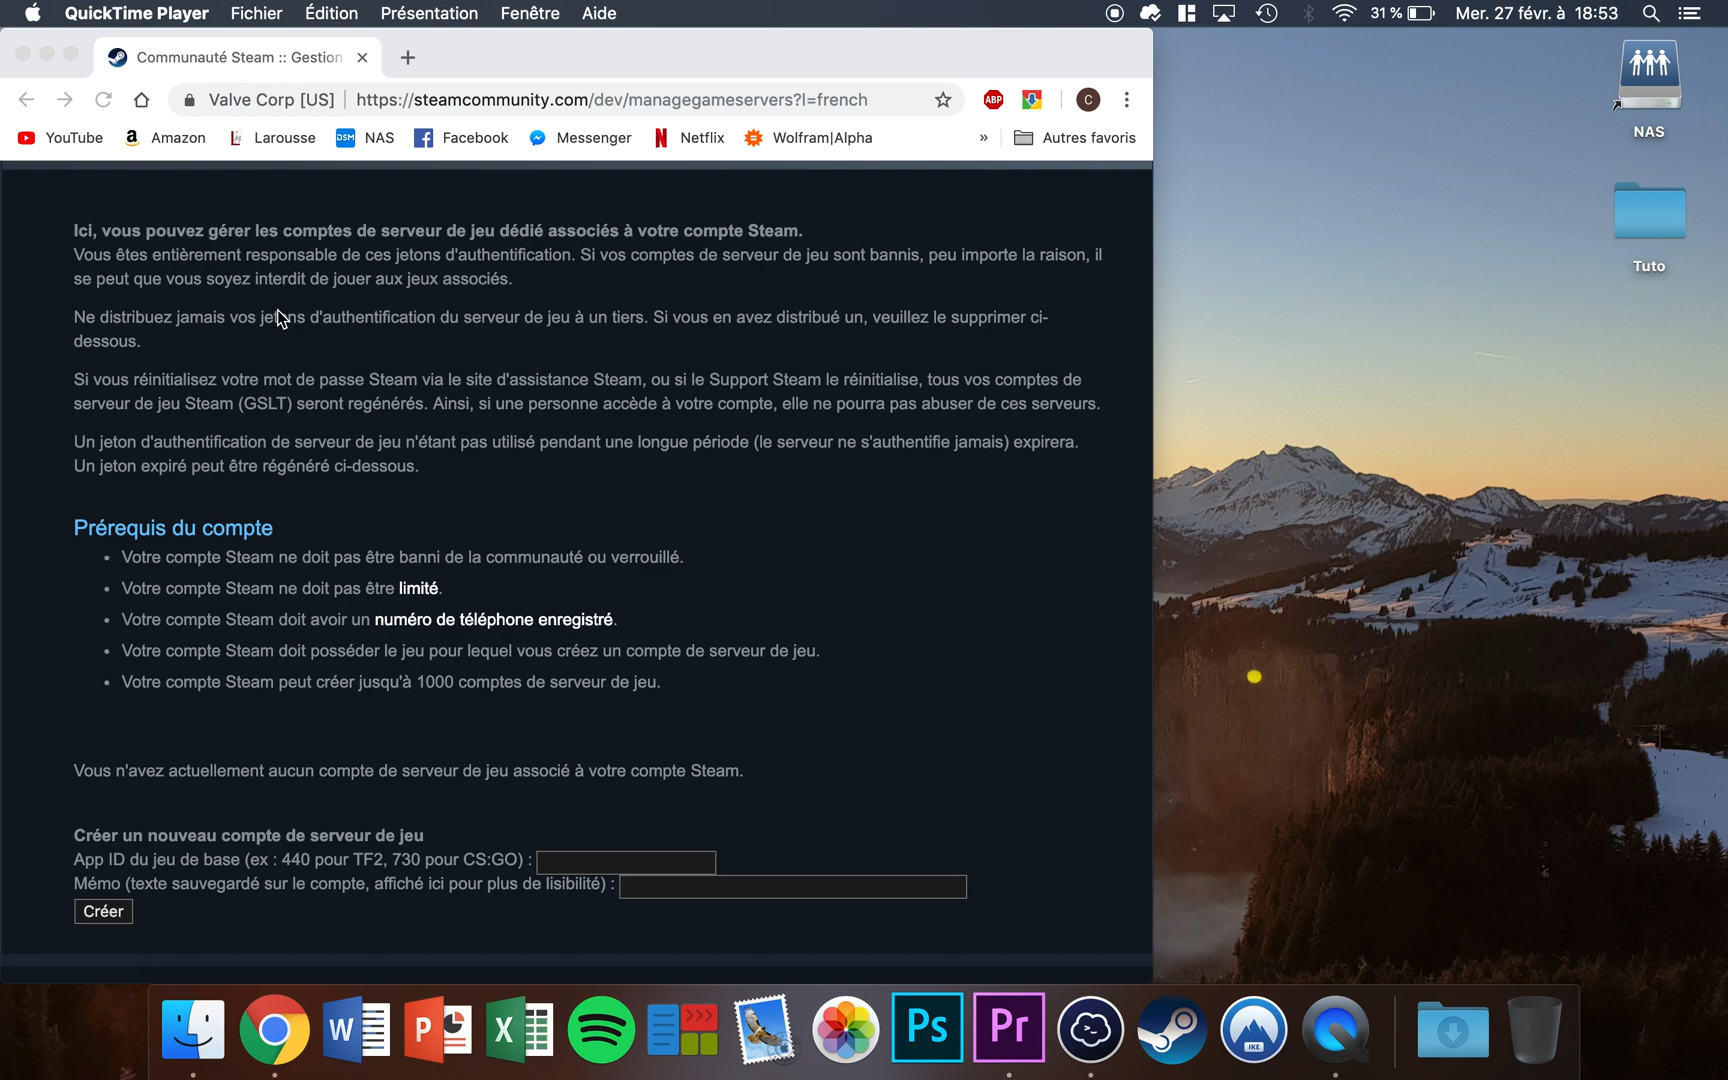 QuickTime Player Fichier Édition Présentation Fenêtre Aide 31 % Mer. 27 févr. à 18:53
Communauté Steam :: Gestion
Valve Corp [US] https://steamcommunity.com/dev/managegameservers?l=french ABP C
YouTube Amazon Larousse DSM NAS Facebook Messenger Netflix Wolfram|Alpha » Autres favoris
NAS
Tuto
Ici, vous pouvez gérer les comptes de serveur de jeu dédié associés à votre compte Steam.
Vous êtes entièrement responsable de ces jetons d'authentification. Si vos comptes de serveur de jeu sont bannis, peu importe la raison, il
se peut que vous soyez interdit de jouer aux jeux associés.
Ne distribuez jamais vos jetons d'authentification du serveur de jeu à un tiers. Si vous en avez distribué un, veuillez le supprimer ci-
dessous.
Si vous réinitialisez votre mot de passe Steam via le site d'assistance Steam, ou si le Support Steam le réinitialise, tous vos comptes de
serveur de jeu Steam (GSLT) seront regénérés. Ainsi, si une personne accède à votre compte, elle ne pourra pas abuser de ces serveurs.
Un jeton d'authentification de serveur de jeu n'étant pas utilisé pendant une longue période (le serveur ne s'authentifie jamais) expirera.
Un jeton expiré peut être régénéré ci-dessous.
Prérequis du compte
• Votre compte Steam ne doit pas être banni de la communauté ou verrouillé.
• Votre compte Steam ne doit pas être limité.
• Votre compte Steam doit avoir un numéro de téléphone enregistré.
• Votre compte Steam doit posséder le jeu pour lequel vous créez un compte de serveur de jeu.
• Votre compte Steam peut créer jusqu'à 1000 comptes de serveur de jeu.
Vous n'avez actuellement aucun compte de serveur de jeu associé à votre compte Steam.
Créer un nouveau compte de serveur de jeu
App ID du jeu de base (ex : 440 pour TF2, 730 pour CS:GO) :
Mémo (texte sauvegardé sur le compte, affiché ici pour plus de lisibilité) :
Créer
W P X Ps Pr IKE